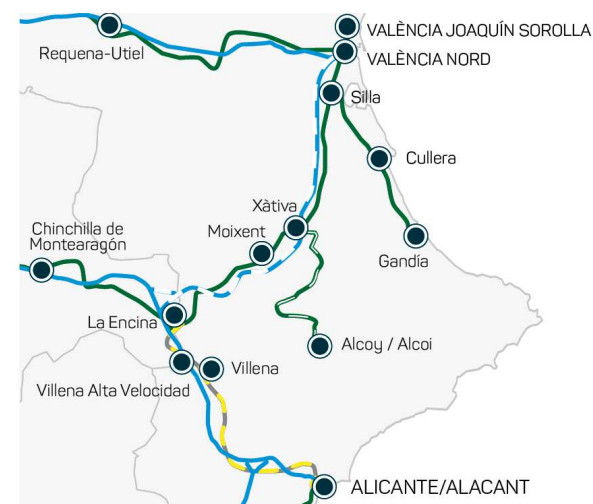 VALÈNCIA JOAQUÍN SOROLLA
Requena-Utiel
VALÈNCIA NORD
Silla
Cullera
Xàtiva
Chinchilla de
Montearagón
Moixent
Gandía
La Encina
Alcoy / Alcoi
Villena
Villena Alta Velocidad
ALICANTE/ALACANT